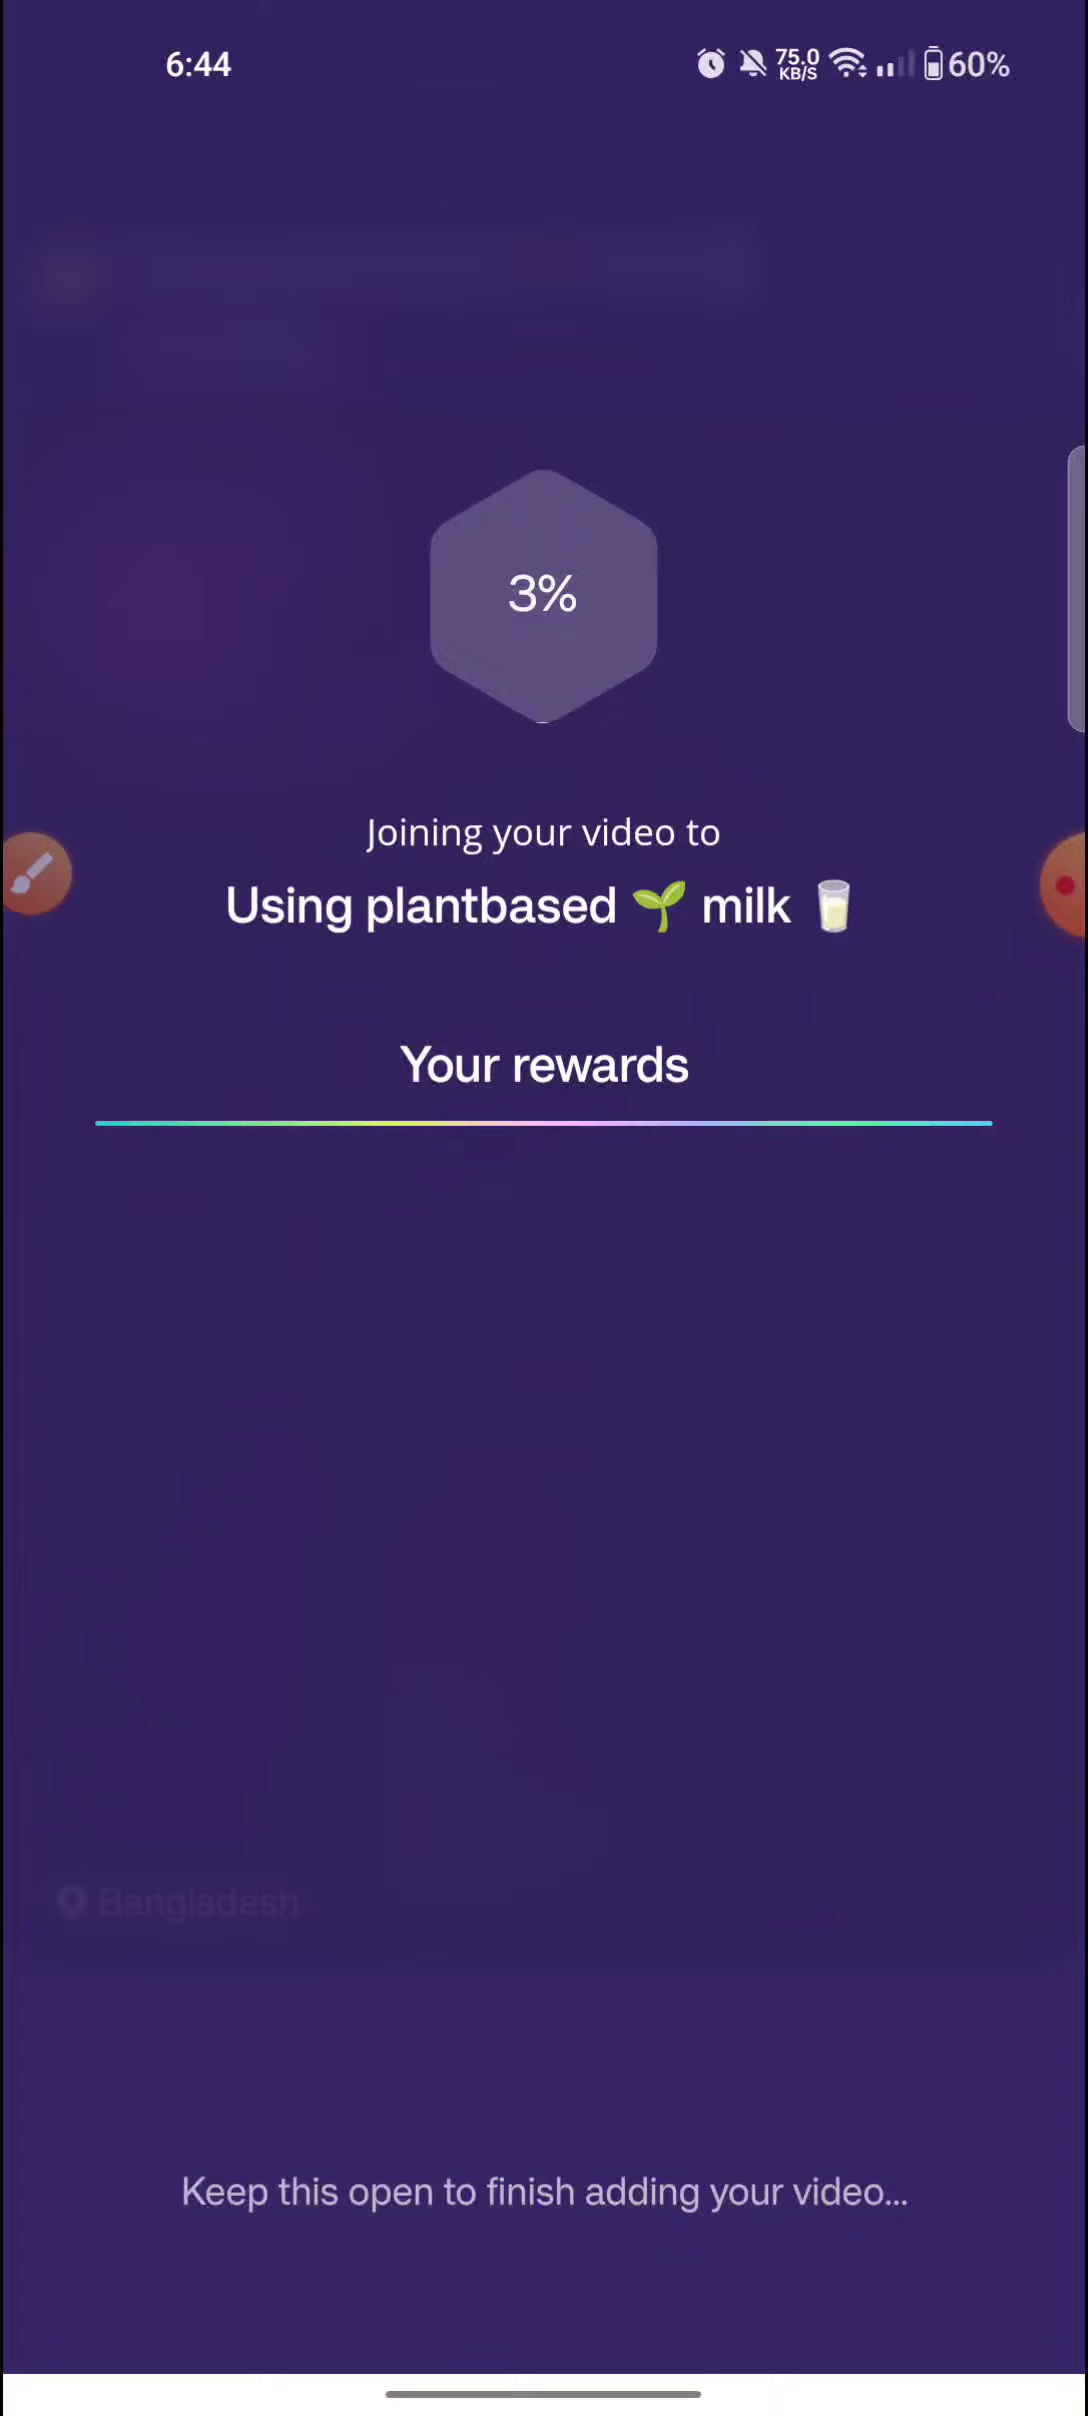 6:44
75.0
KB/S
60%
3%
Joining your video to
Using plantbased 🌱 milk 🥛
Your rewards
Bangladesh
Keep this open to finish adding your video...